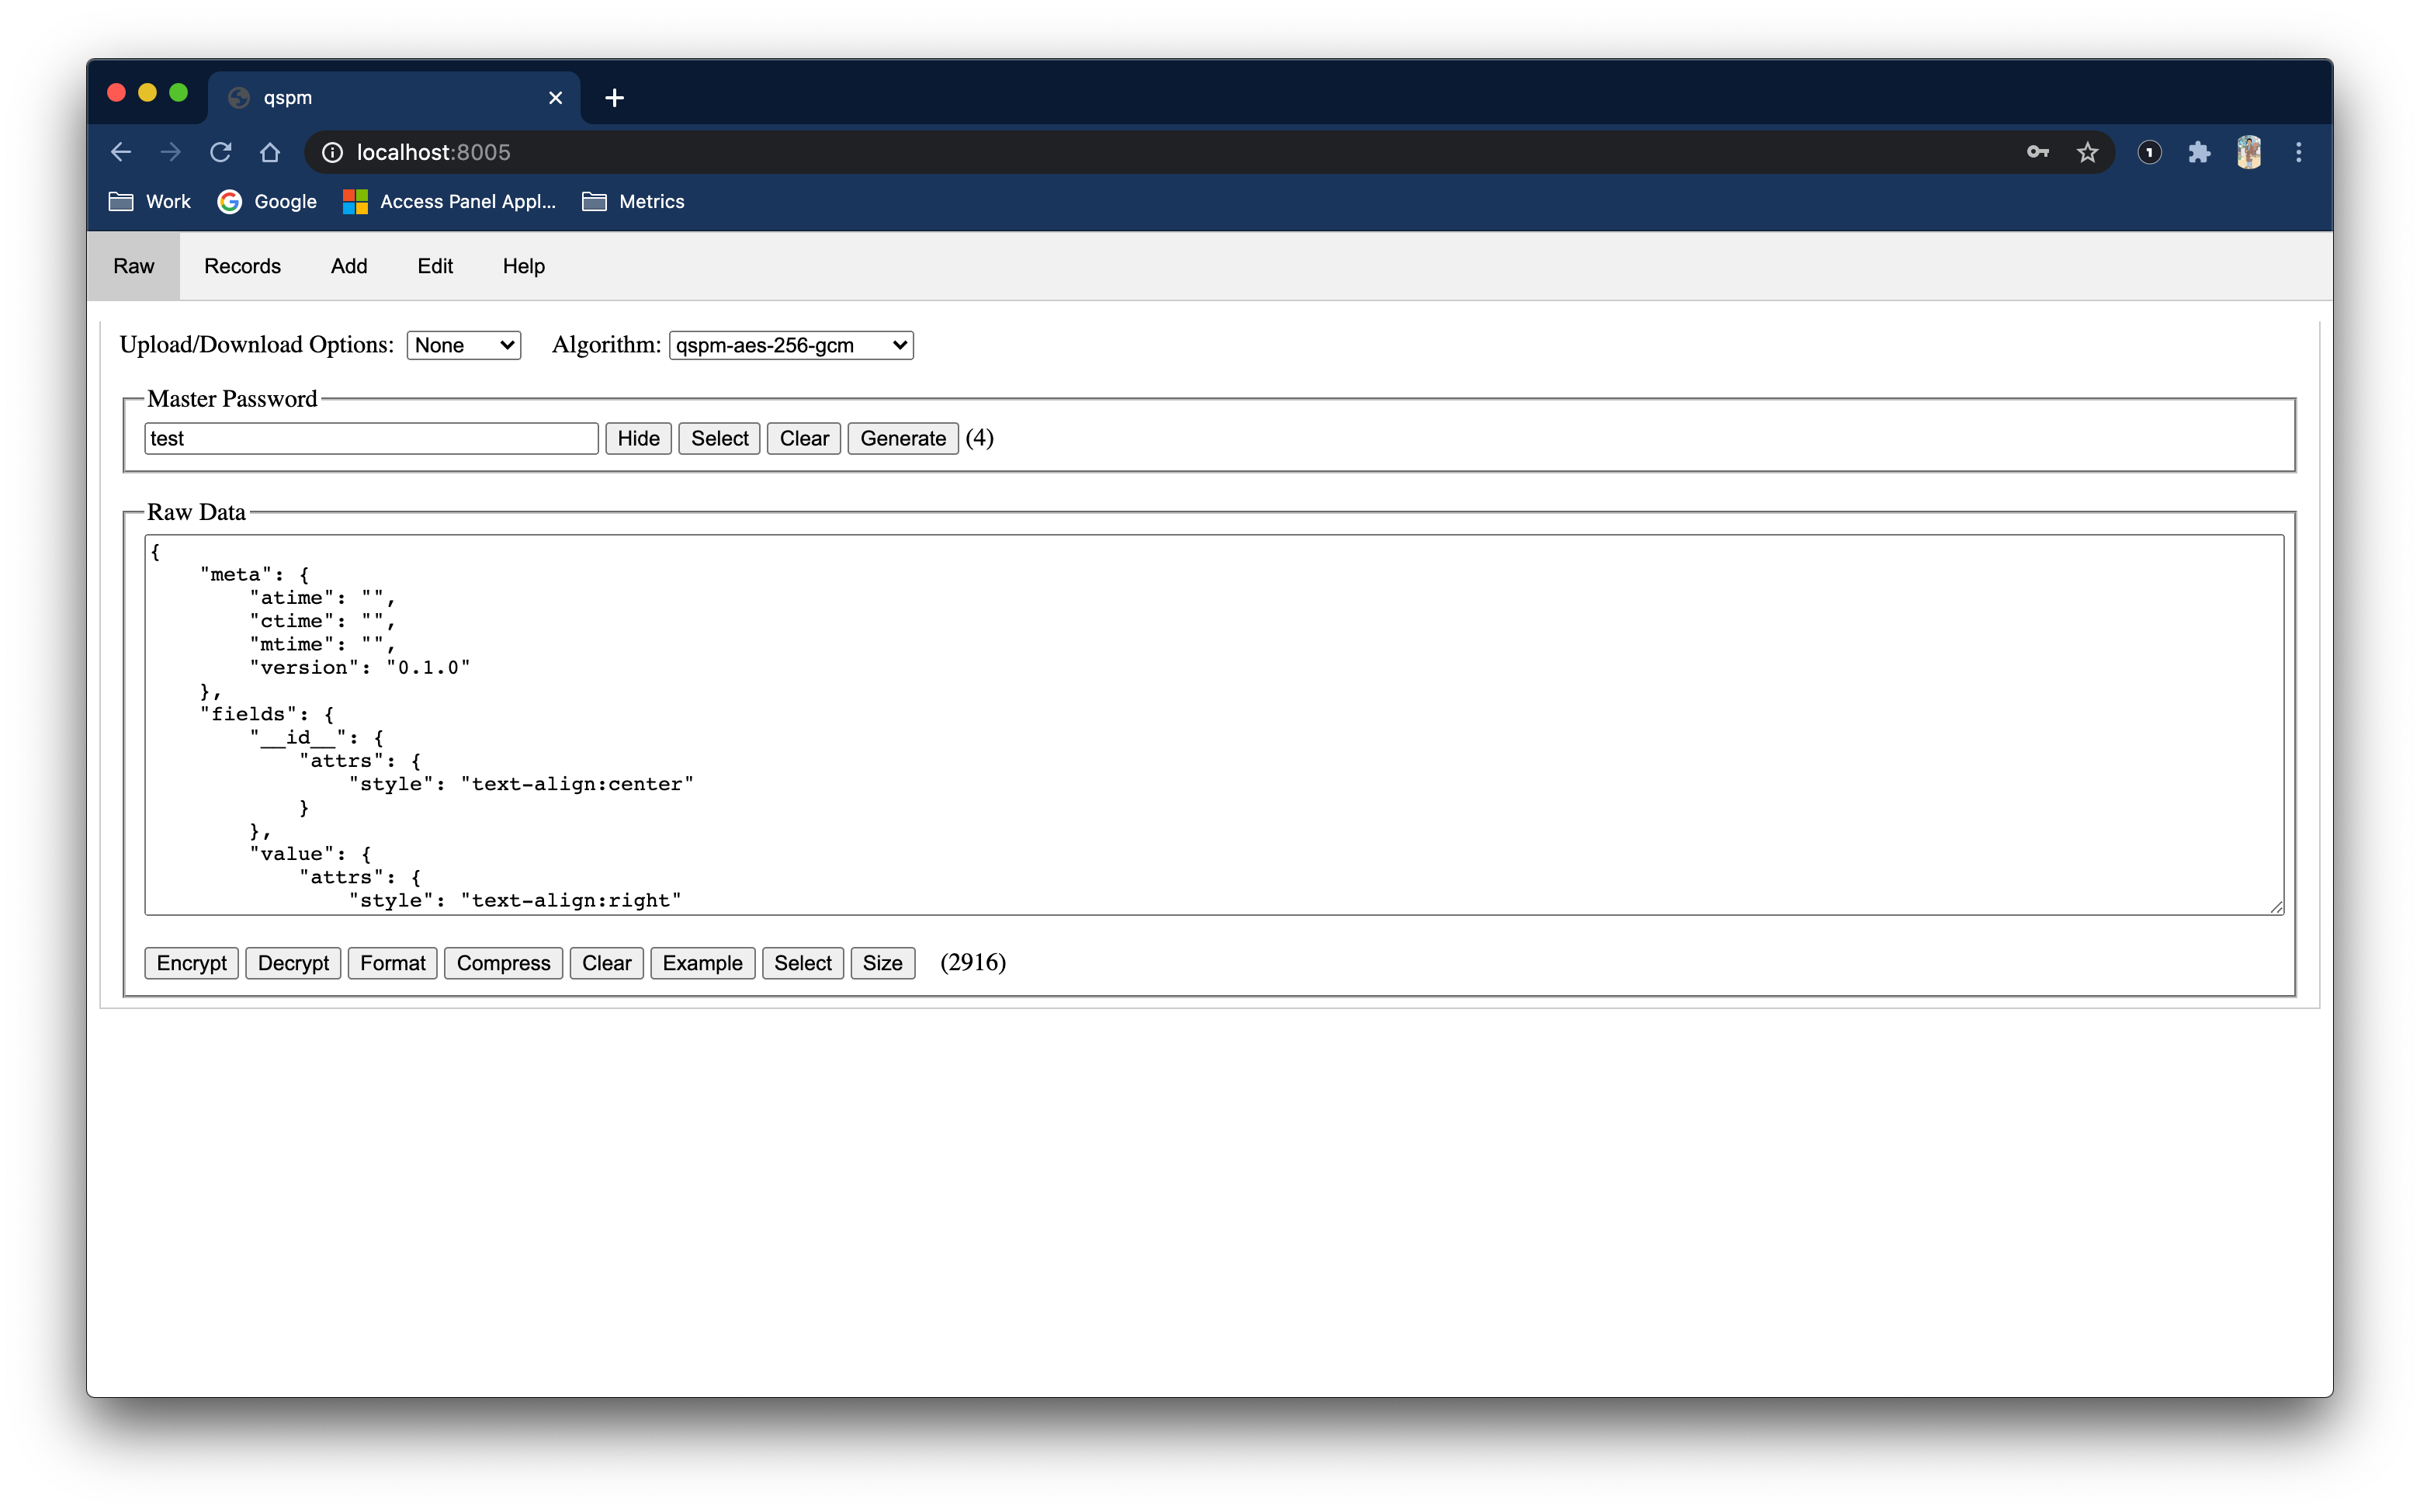 qspm
localhost:8005
1
Work Google Access Panel Appl... Metrics
Raw Records Add Edit Help
Upload/Download Options: None Algorithm: qspm-aes-256-gcm
Master Password
test Hide Select Clear Generate (4)
Raw Data
{
    "meta": {
        "atime": "",
        "ctime": "",
        "mtime": "",
        "version": "0.1.0"
    },
    "fields": {
        "__id__": {
            "attrs": {
                "style": "text-align:center"
            }
        },
        "value": {
            "attrs": {
                "style": "text-align:right"
Encrypt Decrypt Format Compress Clear Example Select Size (2916)